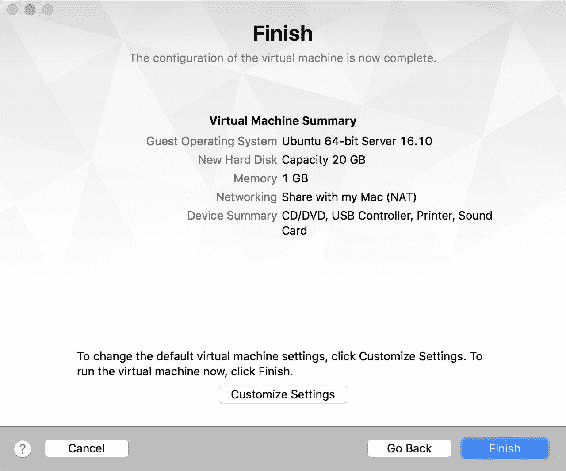 Finish
The configuration of the virtual machine is now complete.
Virtual Machine Summary
Guest Operating System Ubuntu 64-bit Server 16.10
New Hard Disk Capacity 20 GB
Memory 1 GB
Networking Share with my Mac (NAT)
Device Summary CD/DVD, USB Controller, Printer, Sound
Card
To change the default virtual machine settings, click Customize Settings. To
run the virtual machine now, click Finish.
Customize Settings
? Cancel Go Back Finish